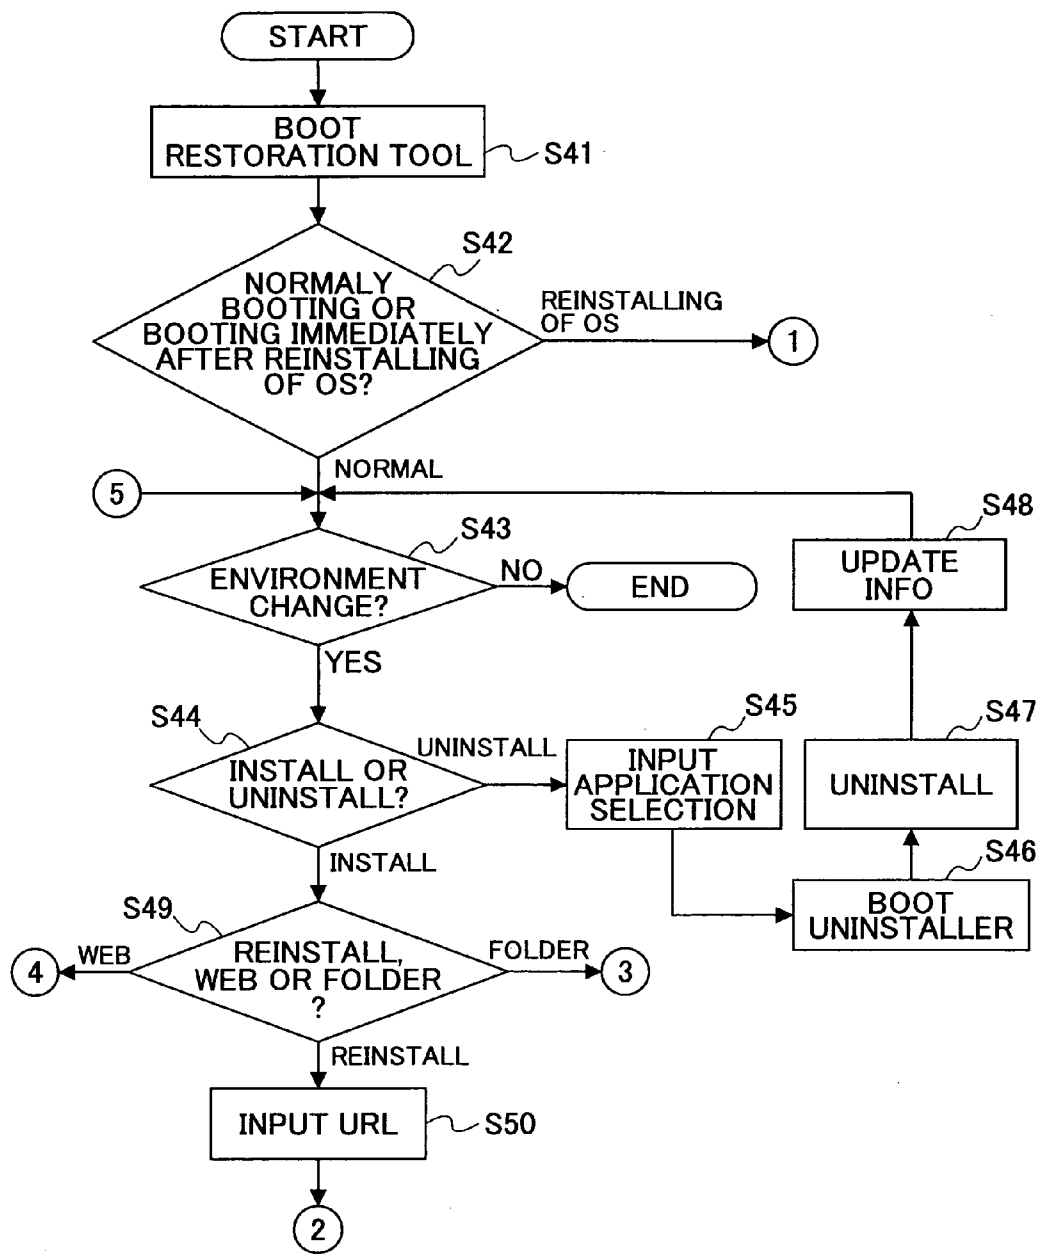 START
BOOT
RESTORATION TOOL
S41
S42
NORMALY
BOOTING OR
BOOTING IMMEDIATELY
AFTER REINSTALLING
OF OS?
REINSTALLING
OF OS
1
NORMAL
5
S43
ENVIRONMENT
CHANGE?
NO
END
S48
UPDATE
INFO
YES
S44
INSTALL OR
UNINSTALL?
UNINSTALL
S45
INPUT
APPLICATION
SELECTION
S47
UNINSTALL
S46
BOOT
UNINSTALLER
INSTALL
S49
REINSTALL,
WEB OR FOLDER
?
WEB
4
FOLDER
3
REINSTALL
INPUT URL
S50
2